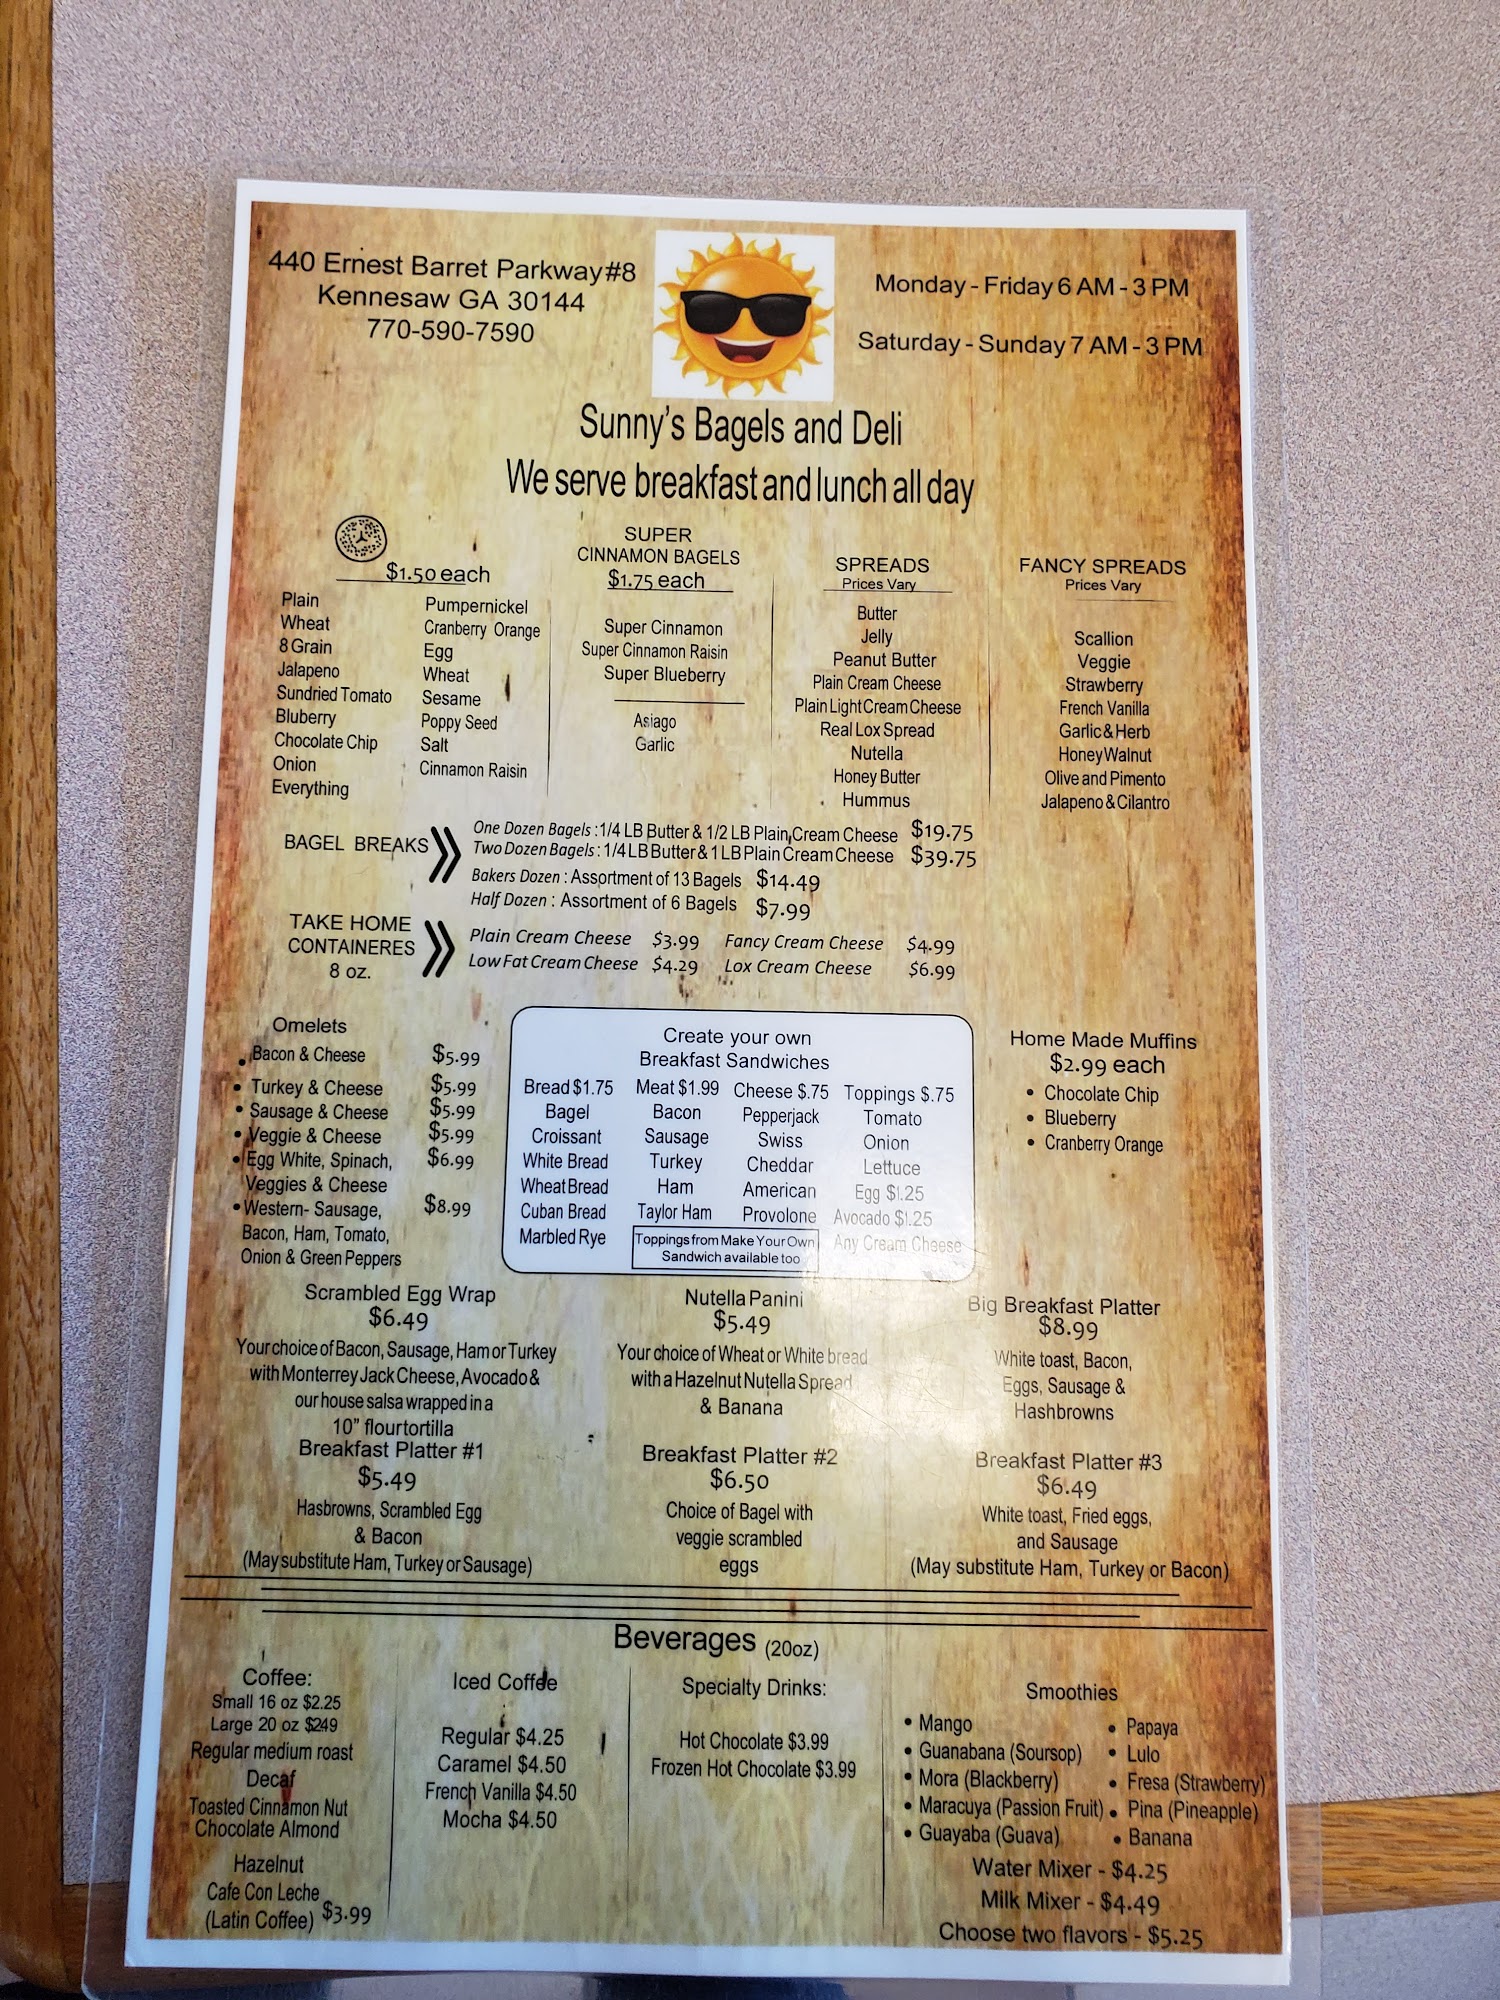 440 Ernest Barret Parkway#8
Kennesaw GA 30144
770-590-7590
Monday - Friday 6 AM - 3 PM
Saturday - Sunday 7 AM - 3 PM
Sunny's Bagels and Deli
We serve breakfast and lunch all day
$1.50 each
Plain
Wheat
8 Grain
Jalapeno
Sundried Tomato
Bluberry
Chocolate Chip
Onion
Everything
Pumpernickel
Cranberry Orange
Egg
Wheat
Sesame
Poppy Seed
Salt
Cinnamon Raisin
SUPER
CINNAMON BAGELS
$1.75 each
Super Cinnamon
Super Cinnamon Raisin
Super Blueberry
Asiago
Garlic
SPREADS
Prices Vary
Butter
Jelly
Peanut Butter
Plain Cream Cheese
Plain Light Cream Cheese
Real Lox Spread
Nutella
Honey Butter
Hummus
FANCY SPREADS
Prices Vary
Scallion
Veggie
Strawberry
French Vanilla
Garlic & Herb
Honey Walnut
Olive and Pimento
Jalapeno & Cilantro
BAGEL BREAKS
One Dozen Bagels : 1/4 LB Butter & 1/2 LB Plain Cream Cheese $19.75
Two Dozen Bagels : 1/4 LB Butter & 1 LB Plain Cream Cheese $39.75
Bakers Dozen : Assortment of 13 Bagels $14.49
Half Dozen : Assortment of 6 Bagels $7.99
TAKE HOME
CONTAINERES
8 oz.
Plain Cream Cheese $3.99 Fancy Cream Cheese $4.99
Low Fat Cream Cheese $4.29 Lox Cream Cheese $6.99
Omelets
• Bacon & Cheese $5.99
• Turkey & Cheese $5.99
• Sausage & Cheese $5.99
• Veggie & Cheese $5.99
• Egg White, Spinach, $6.99
Veggies & Cheese
• Western- Sausage, $8.99
Bacon, Ham, Tomato,
Onion & Green Peppers
Create your own
Breakfast Sandwiches
Bread $1.75
Bagel
Croissant
White Bread
Wheat Bread
Cuban Bread
Marbled Rye
Meat $1.99
Bacon
Sausage
Turkey
Ham
Taylor Ham
Cheese $.75
Pepperjack
Swiss
Cheddar
American
Provolone
Toppings $.75
Tomato
Onion
Lettuce
Egg $1.25
Avocado $1.25
Any Cream Cheese
Toppings from Make Your Own
Sandwich available too
Home Made Muffins
$2.99 each
• Chocolate Chip
• Blueberry
• Cranberry Orange
Scrambled Egg Wrap
$6.49
Your choice of Bacon, Sausage, Ham or Turkey
with Monterrey Jack Cheese, Avocado &
our house salsa wrapped in a
10" flour tortilla
Nutella Panini
$5.49
Your choice of Wheat or White bread
with a Hazelnut Nutella Spread
& Banana
Big Breakfast Platter
$8.99
White toast, Bacon,
Eggs, Sausage &
Hashbrowns
Breakfast Platter #1
$5.49
Hasbrowns, Scrambled Egg
& Bacon
(May substitute Ham, Turkey or Sausage)
Breakfast Platter #2
$6.50
Choice of Bagel with
veggie scrambled
eggs
Breakfast Platter #3
$6.49
White toast, Fried eggs,
and Sausage
(May substitute Ham, Turkey or Bacon)
Beverages (20oz)
Coffee:
Small 16 oz $2.25
Large 20 oz $249
Regular medium roast
Decaf
Toasted Cinnamon Nut
Chocolate Almond
Hazelnut
Cafe Con Leche
(Latin Coffee) $3.99
Iced Coffee
Regular $4.25
Caramel $4.50
French Vanilla $4.50
Mocha $4.50
Specialty Drinks:
Hot Chocolate $3.99
Frozen Hot Chocolate $3.99
Smoothies
• Mango
• Guanabana (Soursop)
• Mora (Blackberry)
• Maracuya (Passion Fruit)
• Guayaba (Guava)
• Papaya
• Lulo
• Fresa (Strawberry)
• Pina (Pineapple)
• Banana
Water Mixer - $4.25
Milk Mixer - $4.49
Choose two flavors - $5.25